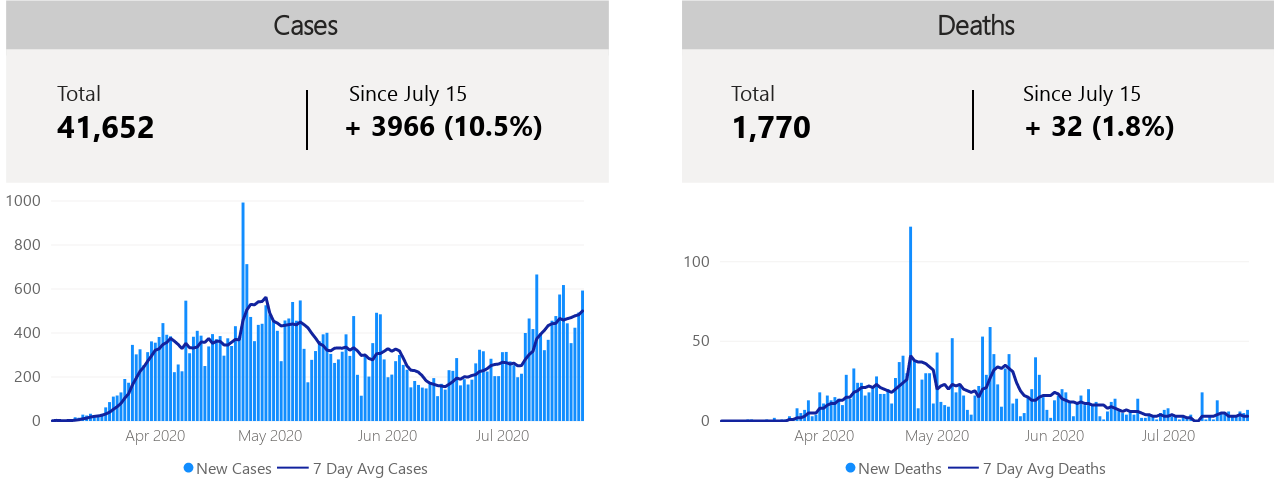 Cases
Total
Since July 15
41,652
+ 3966 (10.5%)
1000
800
600
400
200
0
Apr 2020
May 2020
Jun 2020
Jul 2020
New Cases
7 Day Avg Cases
Deaths
Total
Since July 15
1,770
+ 32 (1.8%)
100
50
0
Apr 2020
May 2020
Jun 2020
Jul 2020
New Deaths
7 Day Avg Deaths